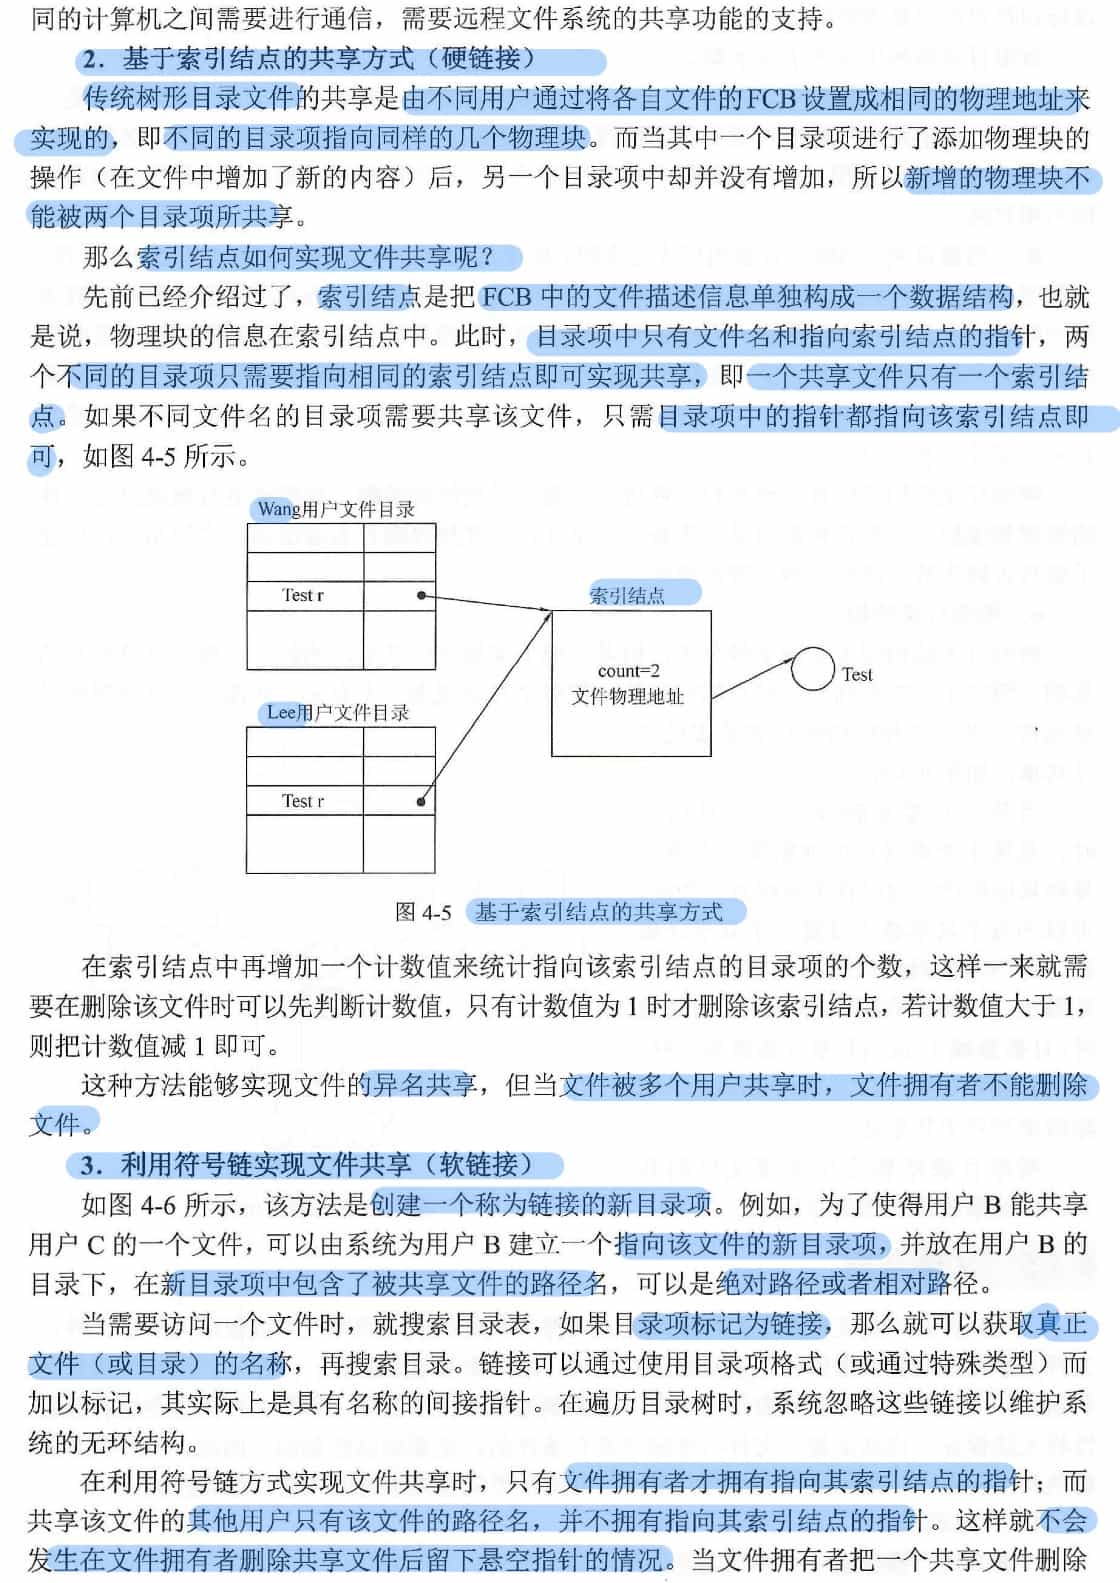 同的计算机之间需要进行通信，需要远程文件系统的共享功能的支持。
2．基于索引结点的共享方式（硬链接）
传统树形目录文件的共享是由不同用户通过将各自文件的FCB设置成相同的物理地址来
实现的，即不同的目录项指向同样的几个物理块。而当其中一个目录项进行了添加物理块的
操作（在文件中增加了新的内容）后，另一个目录项中却并没有增加，所以新增的物理块不
能被两个目录项所共享。
那么索引结点如何实现文件共享呢？
先前已经介绍过了，索引结点是把 FCB 中的文件描述信息单独构成一个数据结构，也就
是说，物理块的信息在索引结点中。此时，目录项中只有文件名和指向索引结点的指针，两
个不同的目录项只需要指向相同的索引结点即可实现共享，即一个共享文件只有一个索引结
点。如果不同文件名的目录项需要共享该文件，只需目录项中的指针都指向该索引结点即
可，如图 4-5 所示。
Wang用户文件目录
Test r
索引结点
count=2
文件物理地址
Test
Lee用户文件目录
Test r
图 4-5 基于索引结点的共享方式
在索引结点中再增加一个计数值来统计指向该索引结点的目录项的个数，这样一来就需
要在删除该文件时可以先判断计数值，只有计数值为 1 时才删除该索引结点，若计数值大于 1，
则把计数值减 1 即可。
这种方法能够实现文件的异名共享，但当文件被多个用户共享时，文件拥有者不能删除
文件。
3．利用符号链实现文件共享（软链接）
如图 4-6 所示，该方法是创建一个称为链接的新目录项。例如，为了使得用户 B 能共享
用户 C 的一个文件，可以由系统为用户 B 建立一个指向该文件的新目录项，并放在用户 B 的
目录下，在新目录项中包含了被共享文件的路径名，可以是绝对路径或者相对路径。
当需要访问一个文件时，就搜索目录表，如果目录项标记为链接，那么就可以获取真正
文件（或目录）的名称，再搜索目录。链接可以通过使用目录项格式（或通过特殊类型）而
加以标记，其实际上是具有名称的间接指针。在遍历目录树时，系统忽略这些链接以维护系
统的无环结构。
在利用符号链方式实现文件共享时，只有文件拥有者才拥有指向其索引结点的指针；而
共享该文件的其他用户只有该文件的路径名，并不拥有指向其索引结点的指针。这样就不会
发生在文件拥有者删除共享文件后留下悬空指针的情况。当文件拥有者把一个共享文件删除